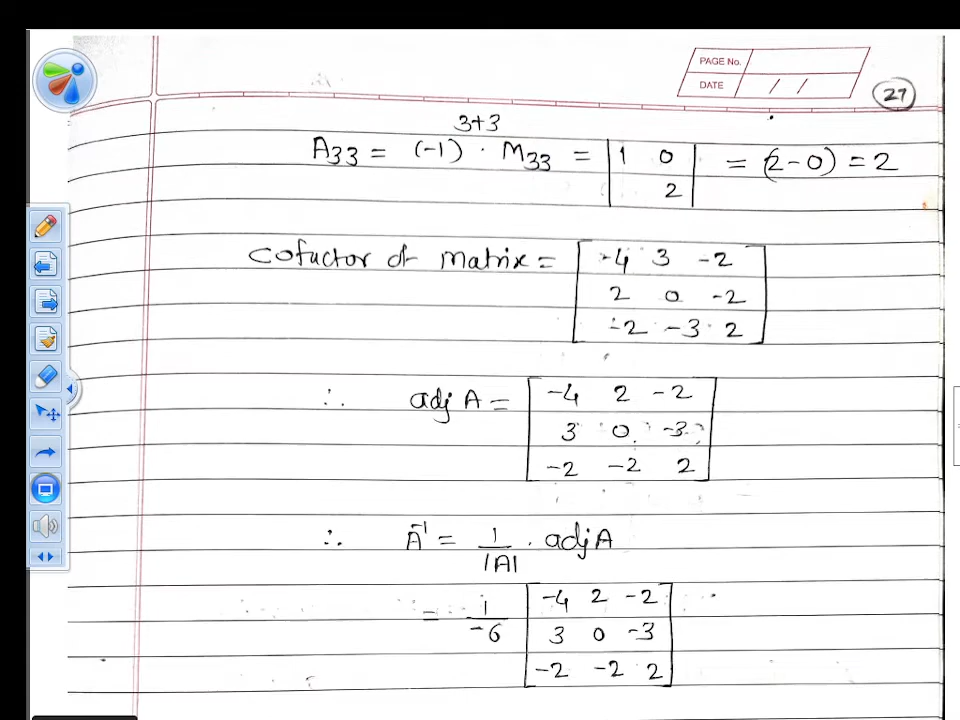 PAGE No.
DATE / /
27
A33 = (-1)^3+3 · M33 = | 1 0 | = (2-0) = 2
| 2 |
cofactor of matrix = [ -4 3 -2 ]
[ 2 0 -2 ]
[ -2 -3 2 ]
∴ adj A = [ -4 2 -2 ]
[ 3 0 -3 ]
[ -2 -2 2 ]
∴ A^-1 = 1/|A| · adj A
= 1/-6 [ -4 2 -2 ]
[ 3 0 -3 ]
[ -2 -2 2 ]